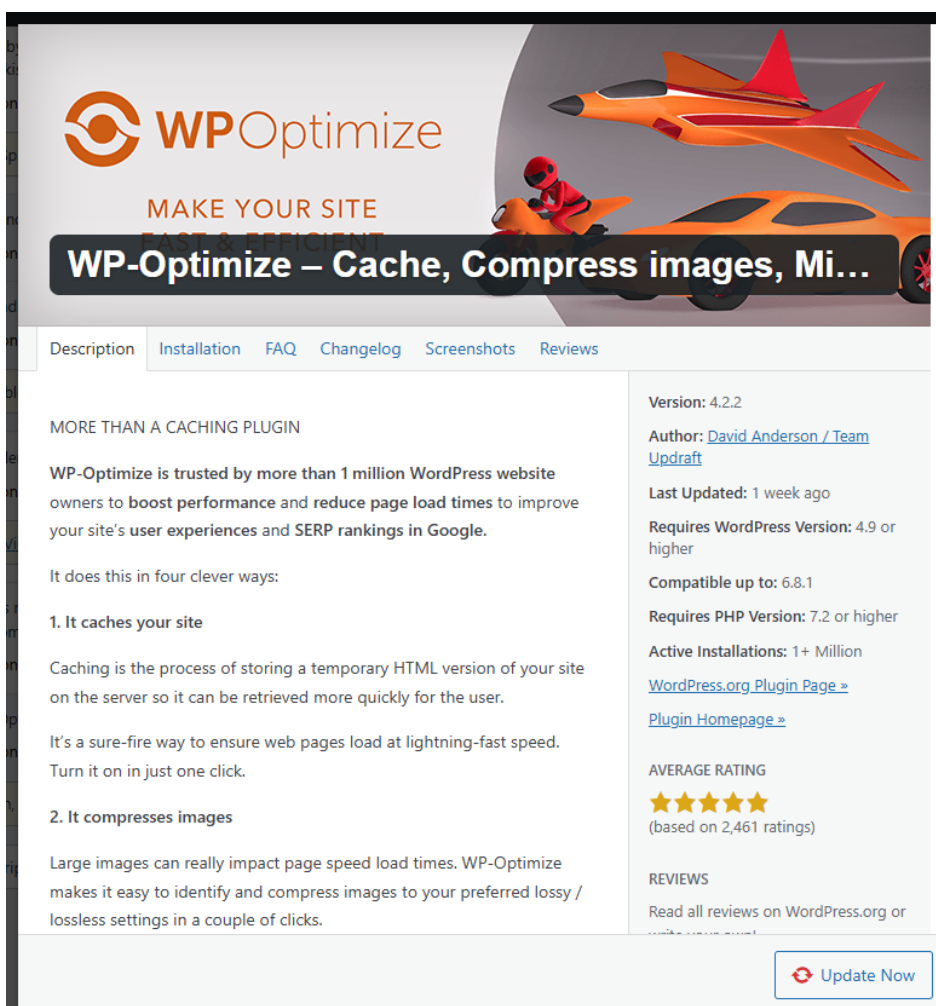 WPOptimize
MAKE YOUR SITE
FAST & EFFICIENT
WP-Optimize – Cache, Compress images, Mi...
Description Installation FAQ Changelog Screenshots Reviews
MORE THAN A CACHING PLUGIN
WP-Optimize is trusted by more than 1 million WordPress website
owners to boost performance and reduce page load times to improve
your site's user experiences and SERP rankings in Google.
It does this in four clever ways:
1. It caches your site
Caching is the process of storing a temporary HTML version of your site
on the server so it can be retrieved more quickly for the user.
It's a sure-fire way to ensure web pages load at lightning-fast speed.
Turn it on in just one click.
2. It compresses images
Large images can really impact page speed load times. WP-Optimize
makes it easy to identify and compress images to your preferred lossy /
lossless settings in a couple of clicks.
Version: 4.2.2
Author: David Anderson / Team
Updraft
Last Updated: 1 week ago
Requires WordPress Version: 4.9 or
higher
Compatible up to: 6.8.1
Requires PHP Version: 7.2 or higher
Active Installations: 1+ Million
WordPress.org Plugin Page »
Plugin Homepage »
AVERAGE RATING
(based on 2,461 ratings)
REVIEWS
Read all reviews on WordPress.org or
write your own!
Update Now